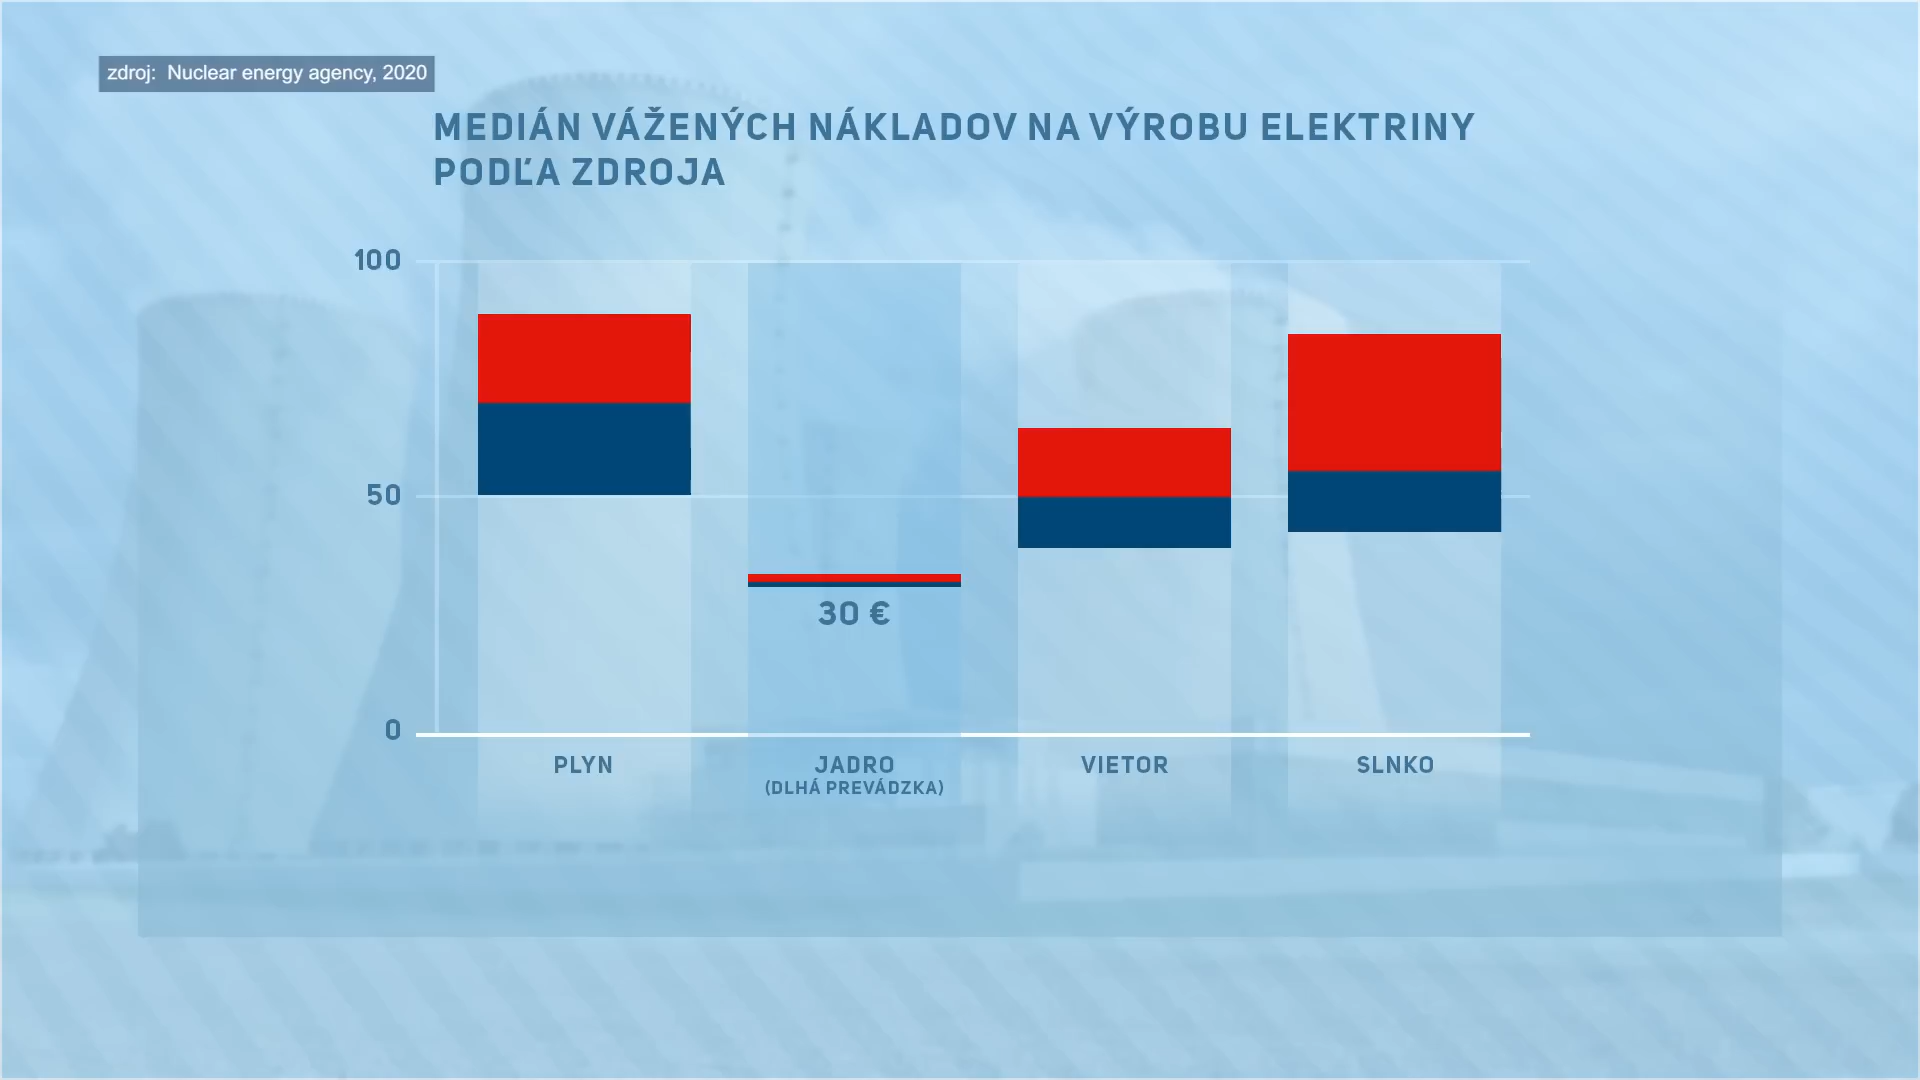 zdroj: Nuclear energy agency, 2020
MEDIÁN VÁŽENÝCH NÁKLADOV NA VÝROBU ELEKTRINY
PODĽA ZDROJA
100
50
0
30 €
PLYN
JADRO
(DLHÁ PREVÁDZKA)
VIETOR
SLNKO